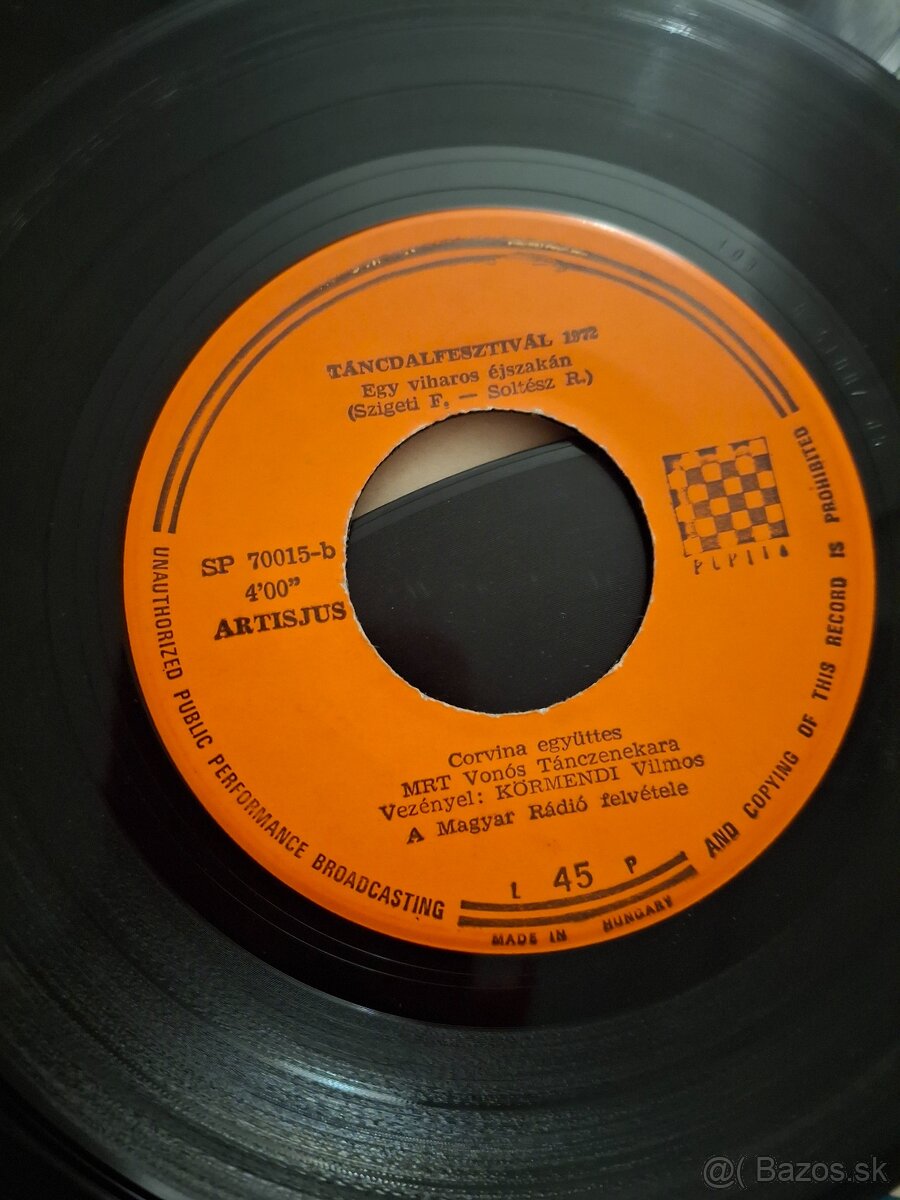 TÁNCDALFESZTIVÁL 1972
Egy viharos éjszakán
(Szigeti F. — Soltész R.)
SP 70015-b
4'00”
ARTISJUS
Corvina együttes
MRT Vonós Tánczenekara
Vezényel: KÖRMENDI Vilmos
A Magyar Rádió felvétele
L 45 P
MADE IN HUNGARY
UNAUTHORIZED PUBLIC PERFORMANCE BROADCASTING AND COPYING OF THIS RECORD IS PROHIBITED
@( Bazos.sk